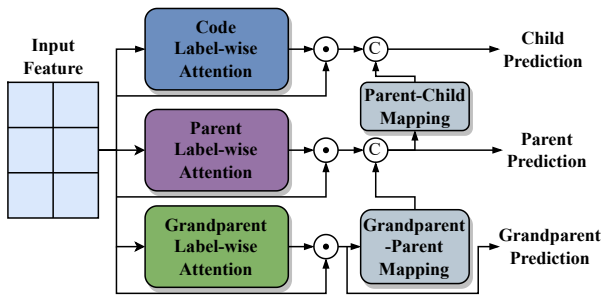 Input
Feature
Code
Label-wise
Attention
C
Child
Prediction
Parent-Child
Mapping
Parent
Label-wise
Attention
C
Parent
Prediction
Grandparent
Label-wise
Attention
Grandparent
-Parent
Mapping
Grandparent
Prediction